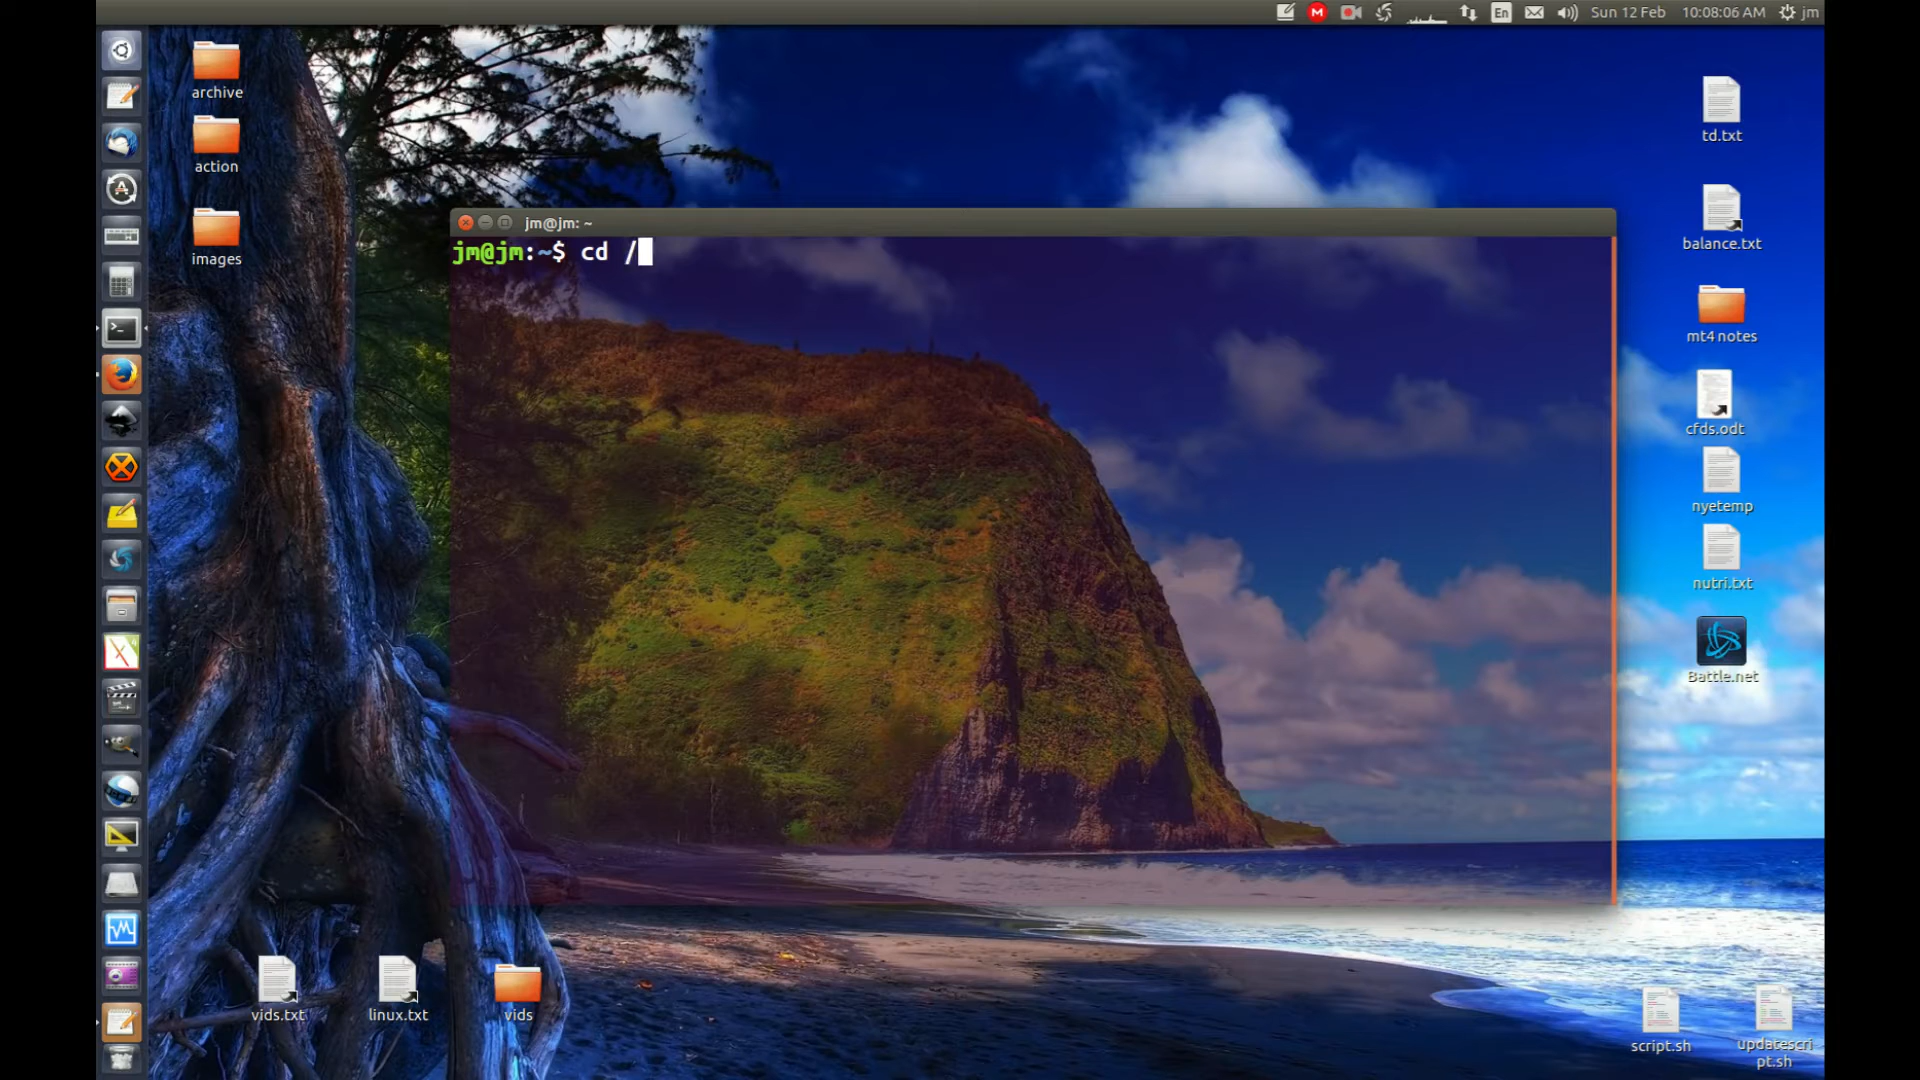 En
Sun 12 Feb
10:08:06 AM
jm
archive
action
images
jm@jm: ~
jm@jm:~$ cd /
td.txt
balance.txt
mt4 notes
cfds.odt
nyetemp
nutri.txt
Battle.net
vids.txt
linux.txt
vids
script.sh
updatescri
pt.sh